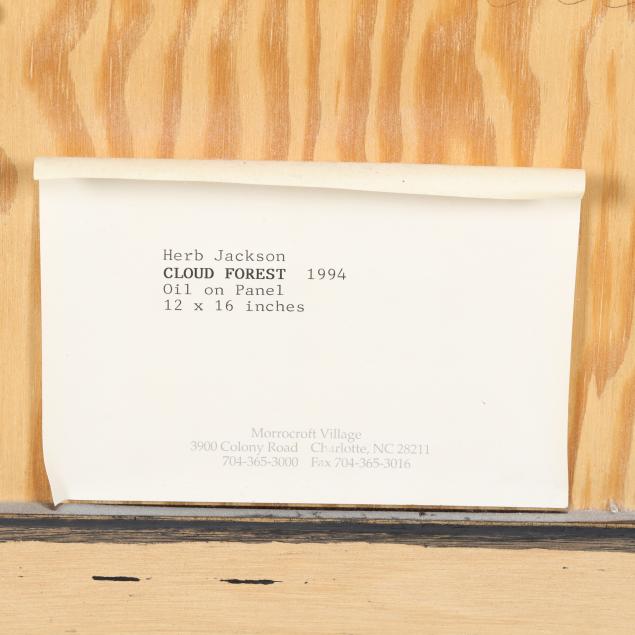 Herb Jackson
CLOUD FOREST 1994
Oil on Panel
12 x 16 inches
Morrocroft Village
3900 Colony Road Charlotte, NC 28211
704-365-3000 Fax 704-365-3016